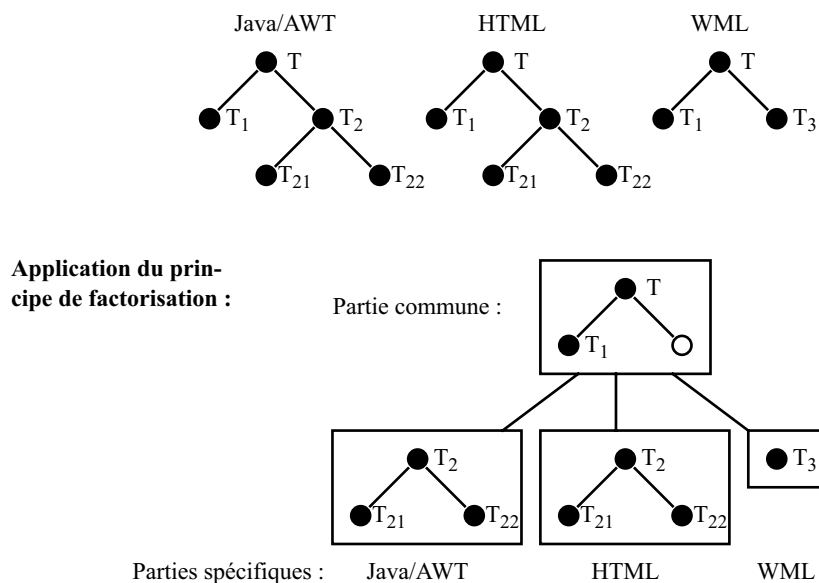 Java/AWT HTML WML
T T T
T1 T2 T1 T2 T1 T3
T21 T22 T21 T22
Application du prin-
cipe de factorisation :
Partie commune :
T
T1
T2 T2 T3
T21 T22 T21 T22
Parties spécifiques : Java/AWT HTML WML